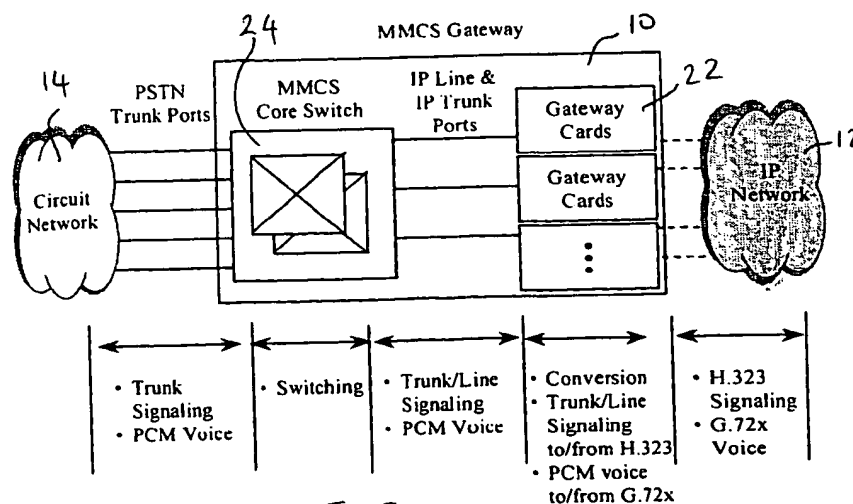 MMCS Gateway
24
10
14
PSTN
Trunk Ports
MMCS
Core Switch
IP Line &
IP Trunk
Ports
22
Gateway
Cards
Circuit
Network
Gateway
Cards
IP
Network
12
• Trunk
Signaling
• PCM Voice
• Switching
• Trunk/Line
Signaling
• PCM Voice
• Conversion
• Trunk/Line
Signaling
to/from H.323
• PCM voice
to/from G.72x
• H.323
Signaling
• G.72x
Voice